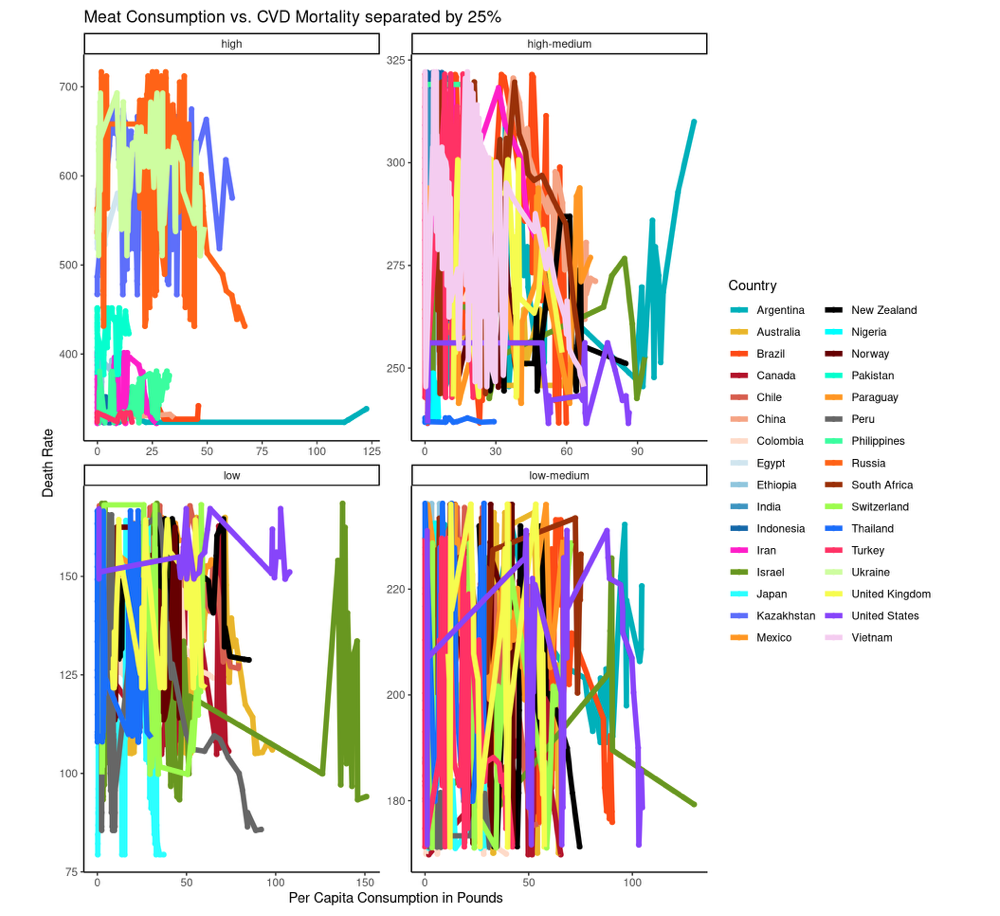 Meat Consumption vs. CVD Mortality separated by 25%
high
high-medium
700
600
500
400
0
25
50
75
100
125
325
300
275
250
0
30
60
90
Death Rate
low
low-medium
150
125
100
75
0
50
100
150
220
200
180
0
50
100
Per Capita Consumption in Pounds
Country
Argentina
Australia
Brazil
Canada
Chile
China
Colombia
Egypt
Ethiopia
India
Indonesia
Iran
Israel
Japan
Kazakhstan
Mexico
New Zealand
Nigeria
Norway
Pakistan
Paraguay
Peru
Philippines
Russia
South Africa
Switzerland
Thailand
Turkey
Ukraine
United Kingdom
United States
Vietnam